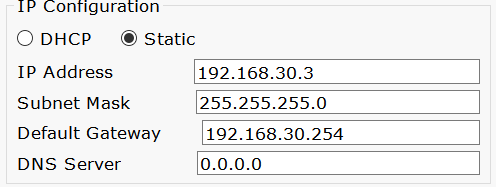 IP Configuration
DHCP Static
IP Address 192.168.30.3
Subnet Mask 255.255.255.0
Default Gateway 192.168.30.254
DNS Server 0.0.0.0